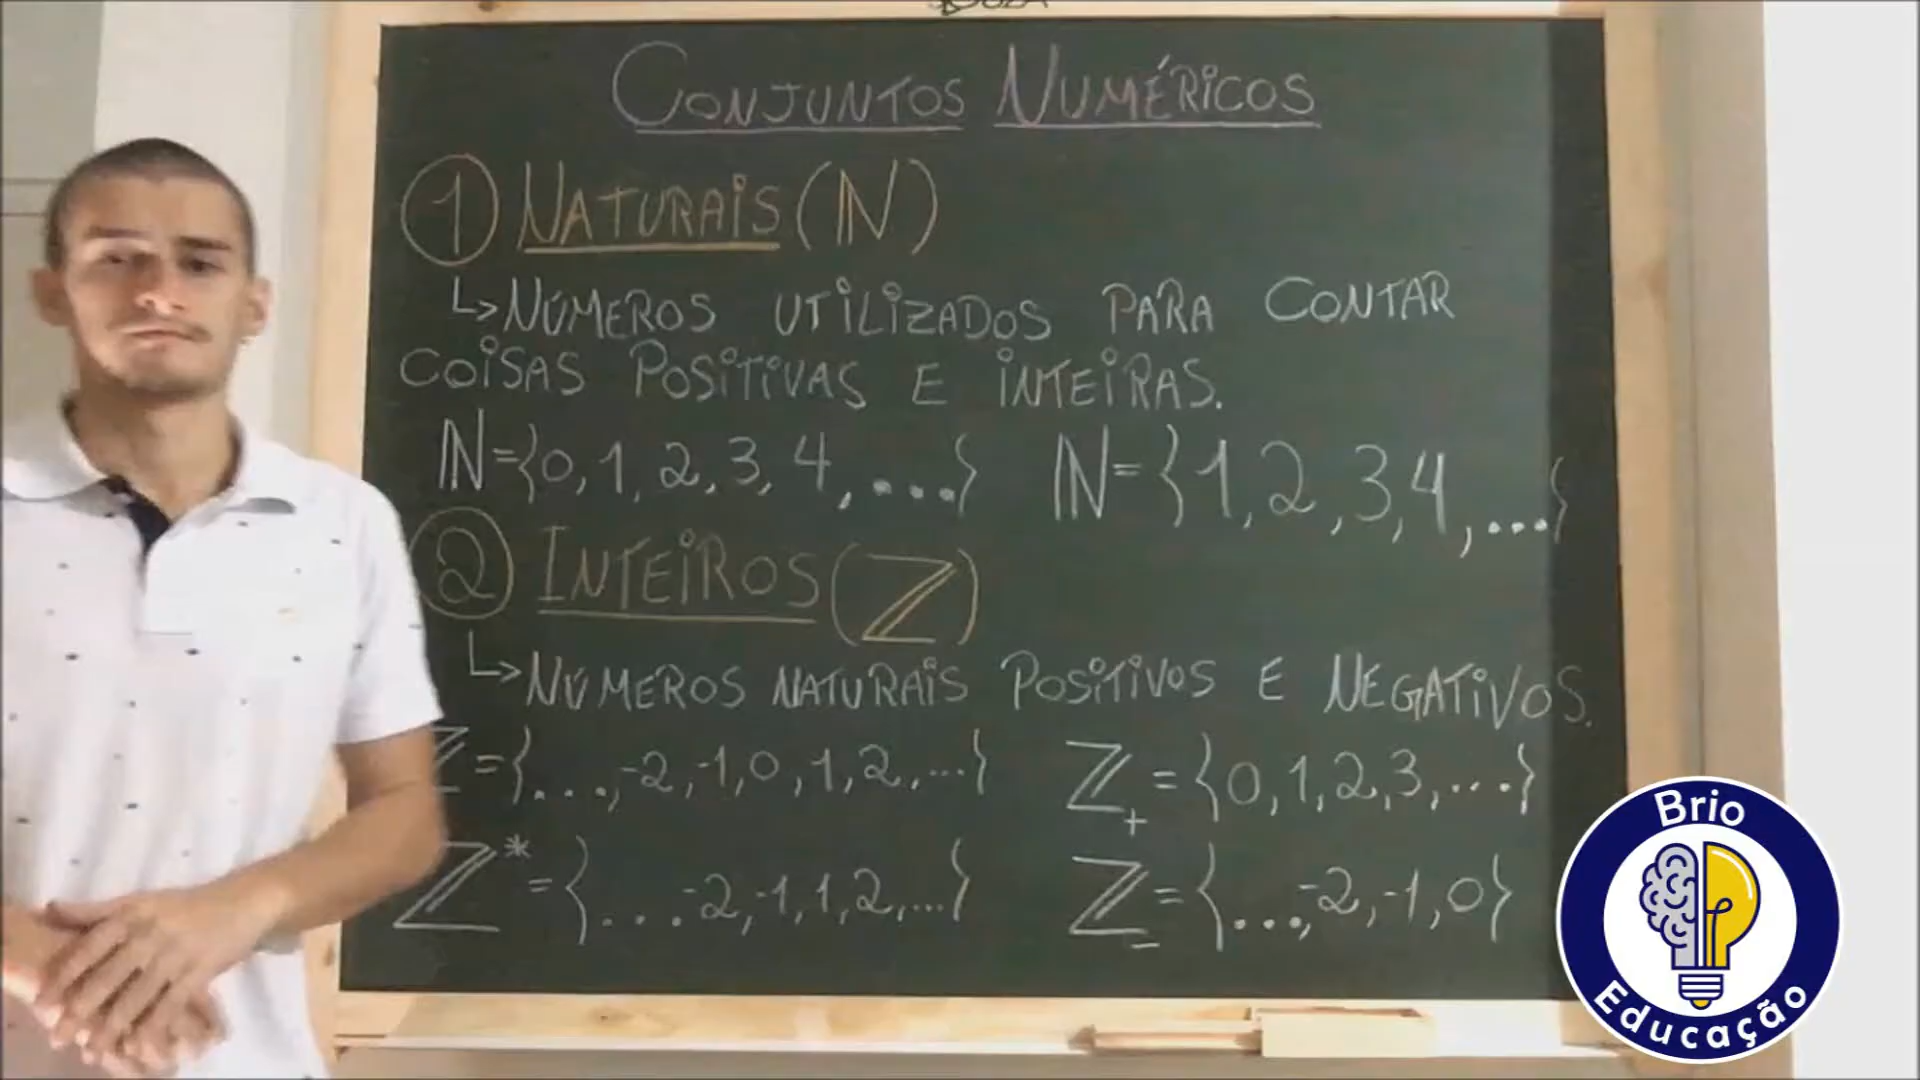 CONJUNTOS NUMÉRICOS
1 NATURAIS (ℕ)
↳ NÚMEROS UTILIZADOS PARA CONTAR
COISAS POSITIVAS E INTEIRAS.
ℕ={0,1,2,3,4,...} ℕ={1,2,3,4,...}
2 INTEIROS (ℤ)
↳ NÚMEROS NATURAIS POSITIVOS E NEGATIVOS.
ℤ={...,-2,-1,0,1,2,...} ℤ₊={0,1,2,3,...}
ℤ*={...-2,-1,1,2,...} ℤ₋={...,-2,-1,0}
Brio
Educação